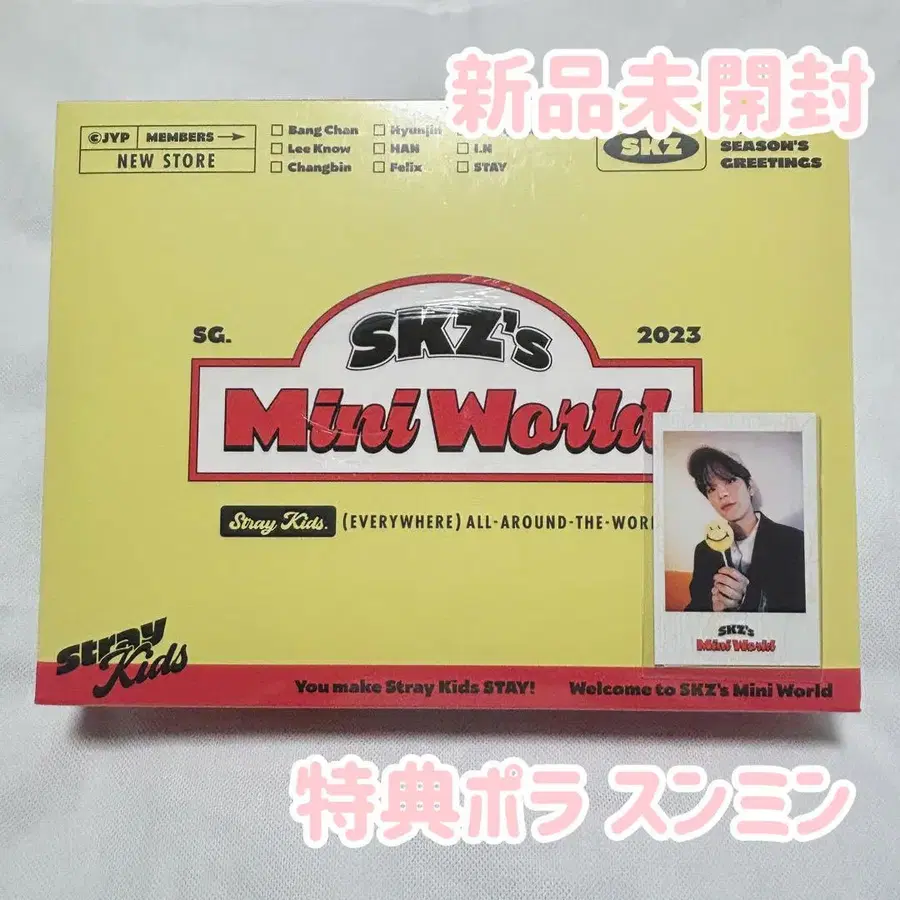 新品未開封
©JYP MEMBERS
NEW STORE
Bang Chan Hyunjin
Lee Know HAN I.N
Changbin Felix STAY
SKZ
SEASON'S
GREETINGS
SG. SKZ's 2023
Mini World
Stray Kids. (EVERYWHERE) ALL-AROUND-THE-
SKZ's
Mini World
Stray Kids
You make Stray Kids STAY! Welcome to SKZ's Mini World
特典ポラ スンミン